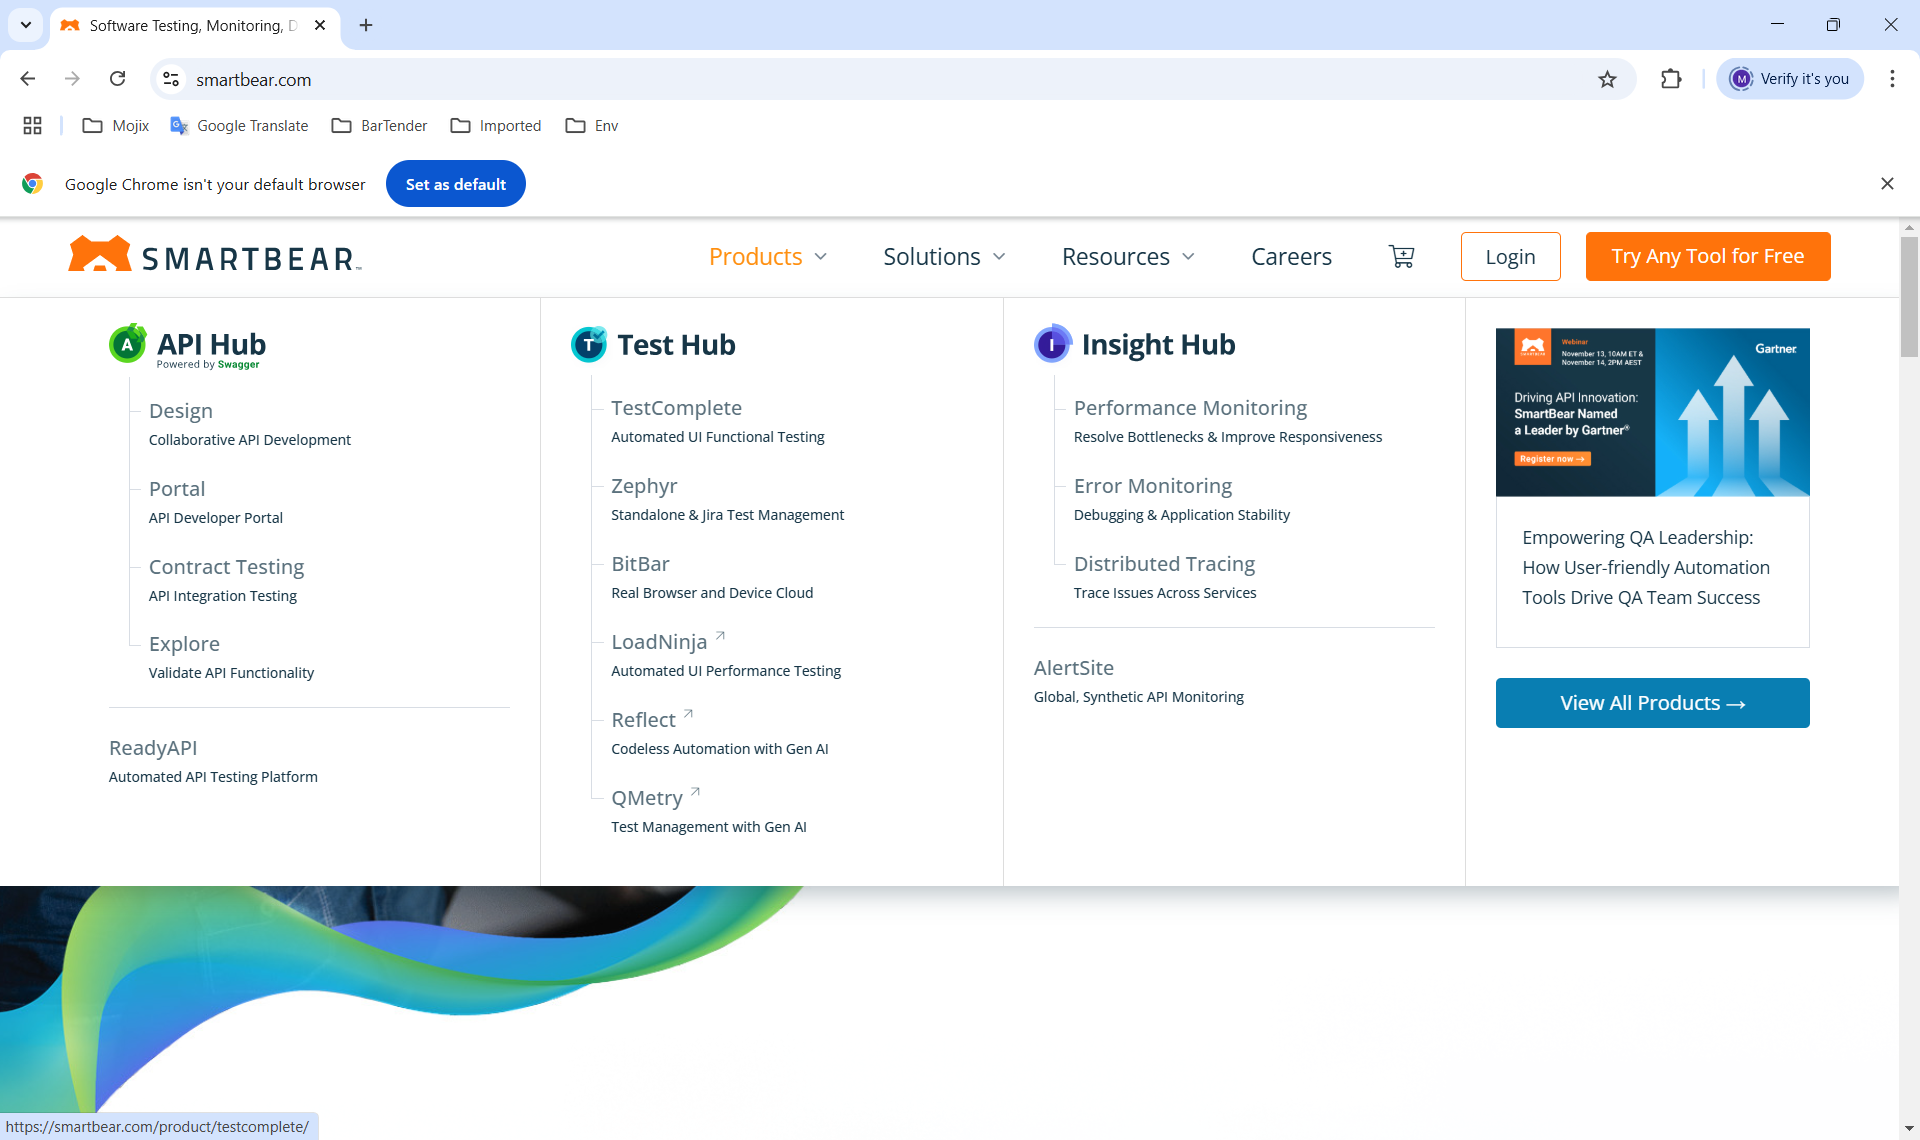 Software Testing, Monitoring, D
smartbear.com
M
Verify it's you
Mojix
Google Translate
BarTender
Imported
Env
Google Chrome isn't your default browser
Set as default
SMARTBEAR™
Products
Solutions
Resources
Careers
Login
Try Any Tool for Free
A
API Hub
Powered by Swagger
Design
Collaborative API Development
Portal
API Developer Portal
Contract Testing
API Integration Testing
Explore
Validate API Functionality
ReadyAPI
Automated API Testing Platform
T
Test Hub
TestComplete
Automated UI Functional Testing
Zephyr
Standalone & Jira Test Management
BitBar
Real Browser and Device Cloud
LoadNinja
Automated UI Performance Testing
Reflect
Codeless Automation with Gen AI
QMetry
Test Management with Gen AI
I
Insight Hub
Performance Monitoring
Resolve Bottlenecks & Improve Responsiveness
Error Monitoring
Debugging & Application Stability
Distributed Tracing
Trace Issues Across Services
AlertSite
Global, Synthetic API Monitoring
SMARTBEAR
Webinar
November 13, 10AM ET &
November 14, 2PM AEST
Gartner
Driving API Innovation:
SmartBear Named
a Leader by Gartner®
Register now →
Empowering QA Leadership:
How User-friendly Automation
Tools Drive QA Team Success
View All Products →
https://smartbear.com/product/testcomplete/